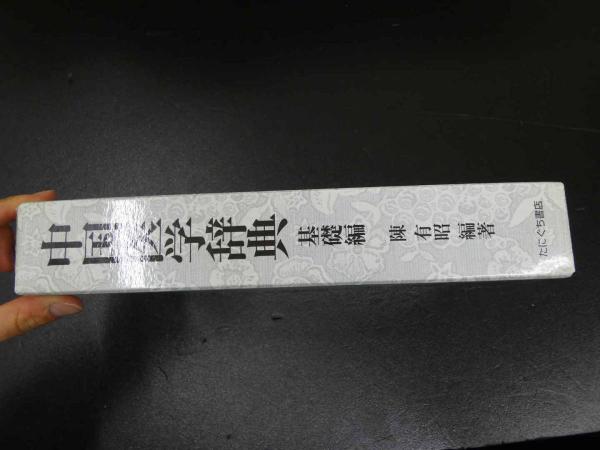 中国医学辞典
基礎編
陳有昭 編著
たにぐち書店